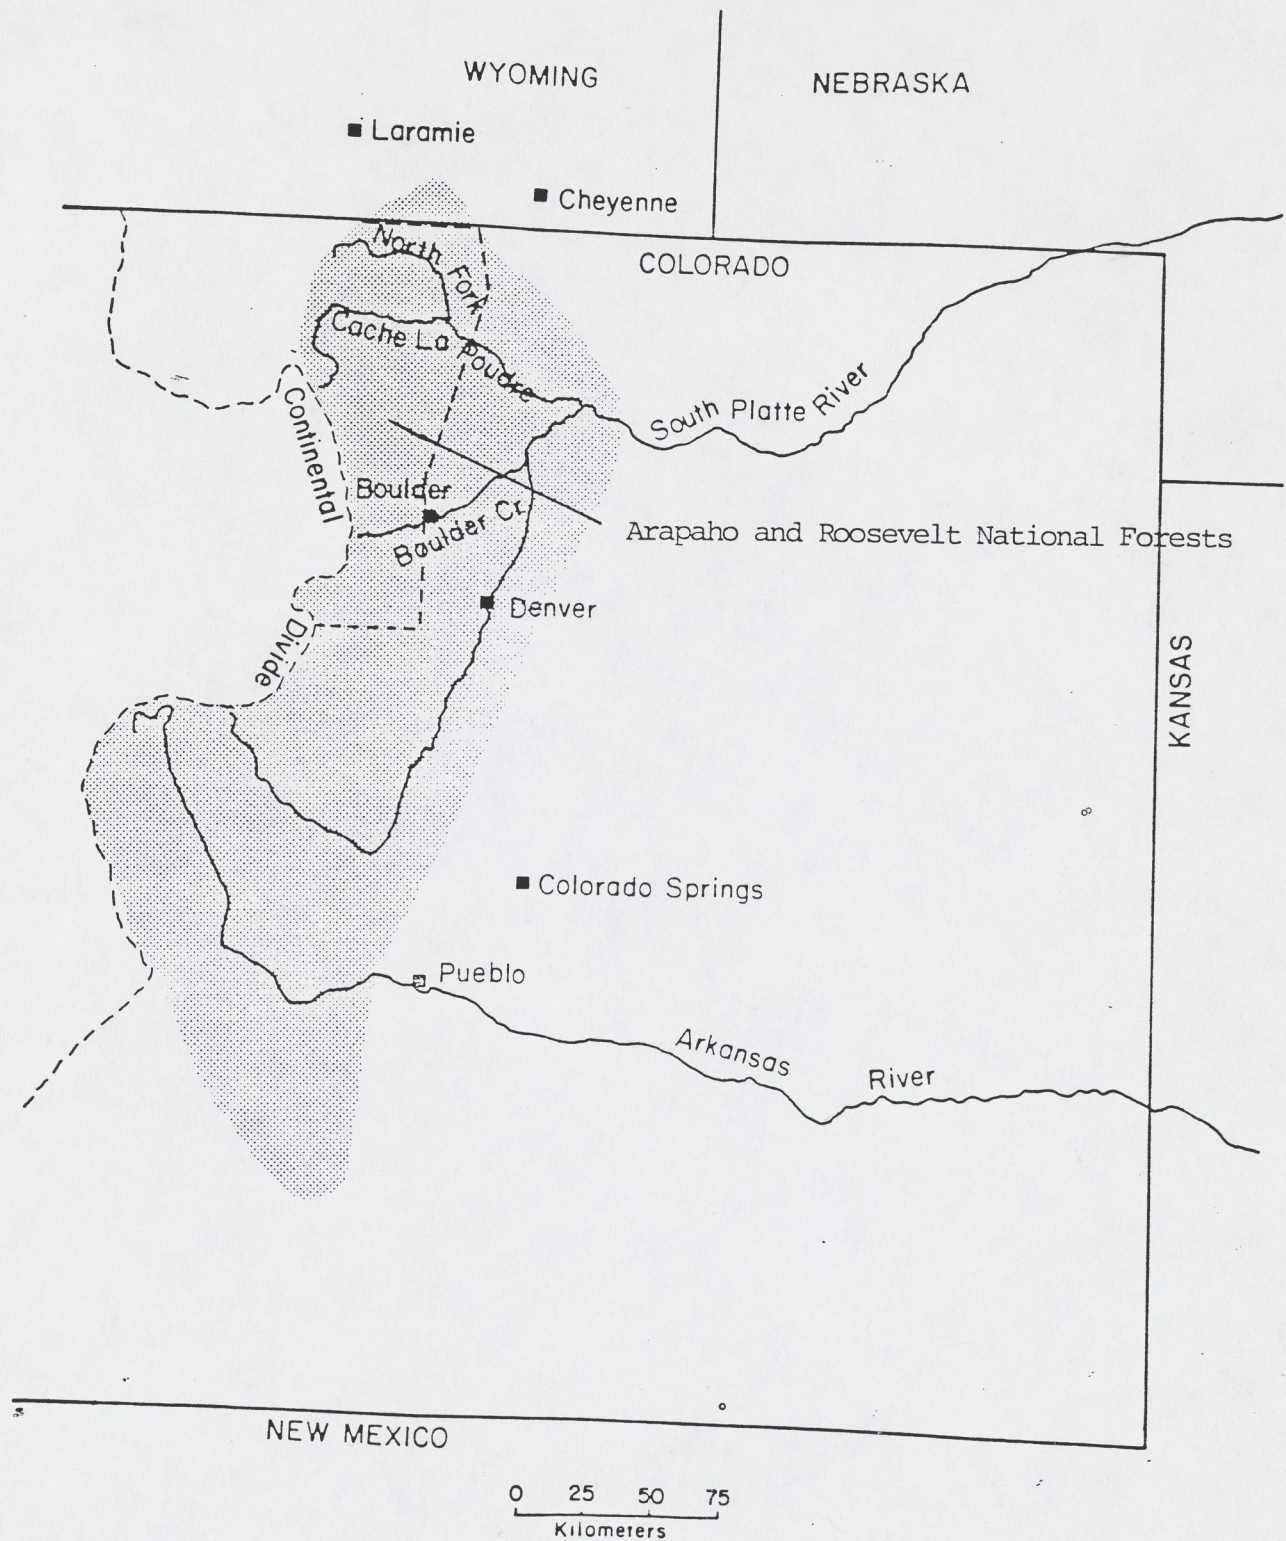 WYOMING
NEBRASKA
Laramie
Cheyenne
COLORADO
North Fork
Cache La Poudre
South Platte River
Continental Divide
Boulder
Boulder Cr.
Arapaho and Roosevelt National Forests
Denver
KANSAS
Colorado Springs
Pueblo
Arkansas River
NEW MEXICO
0 25 50 75
Kilometers